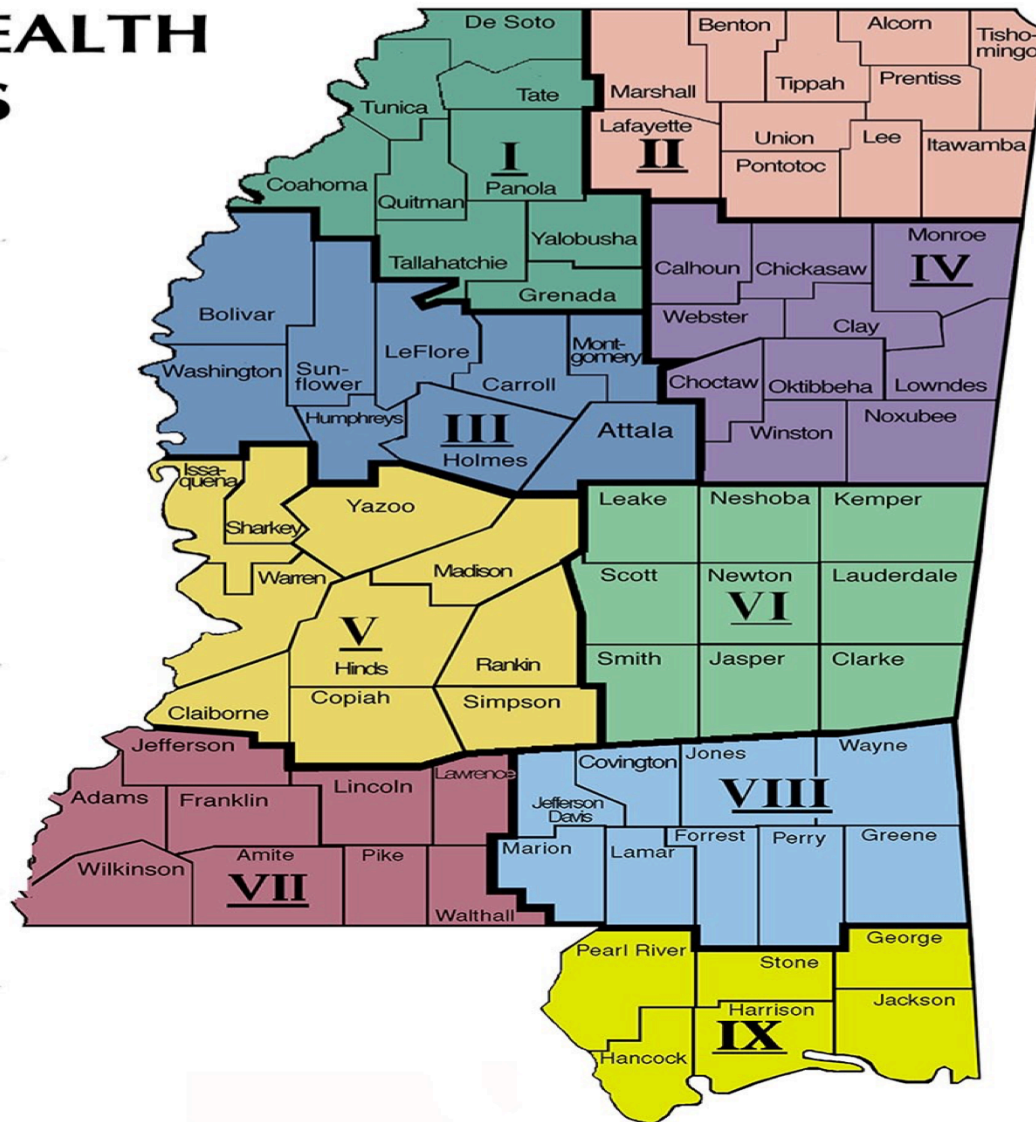 EALTH
S
De Soto
Tunica
Tate
Coahoma
Quitman
I
Panola
Tallahatchie
Yalobusha
Grenada
Benton
Alcorn
Tisho-
mingo
Marshall
Tippah
Prentiss
Lafayette
II
Union
Lee
Itawamba
Pontotoc
Bolivar
Washington
Sun-
flower
LeFlore
Carroll
Mont-
gomery
Humphreys
III
Holmes
Attala
Monroe
IV
Calhoun
Chickasaw
Webster
Clay
Choctaw
Oktibbeha
Lowndes
Winston
Noxubee
Issa-
quena
Sharkey
Yazoo
Warren
Madison
V
Hinds
Rankin
Claiborne
Copiah
Simpson
Leake
Neshoba
Kemper
Scott
Newton
Lauderdale
VI
Smith
Jasper
Clarke
Jefferson
Adams
Franklin
Lincoln
Lawrence
Wilkinson
Amite
VII
Pike
Walthall
Covington
Jones
Wayne
VIII
Jefferson
Davis
Marion
Lamar
Forrest
Perry
Greene
Pearl River
Stone
George
Hancock
Harrison
IX
Jackson